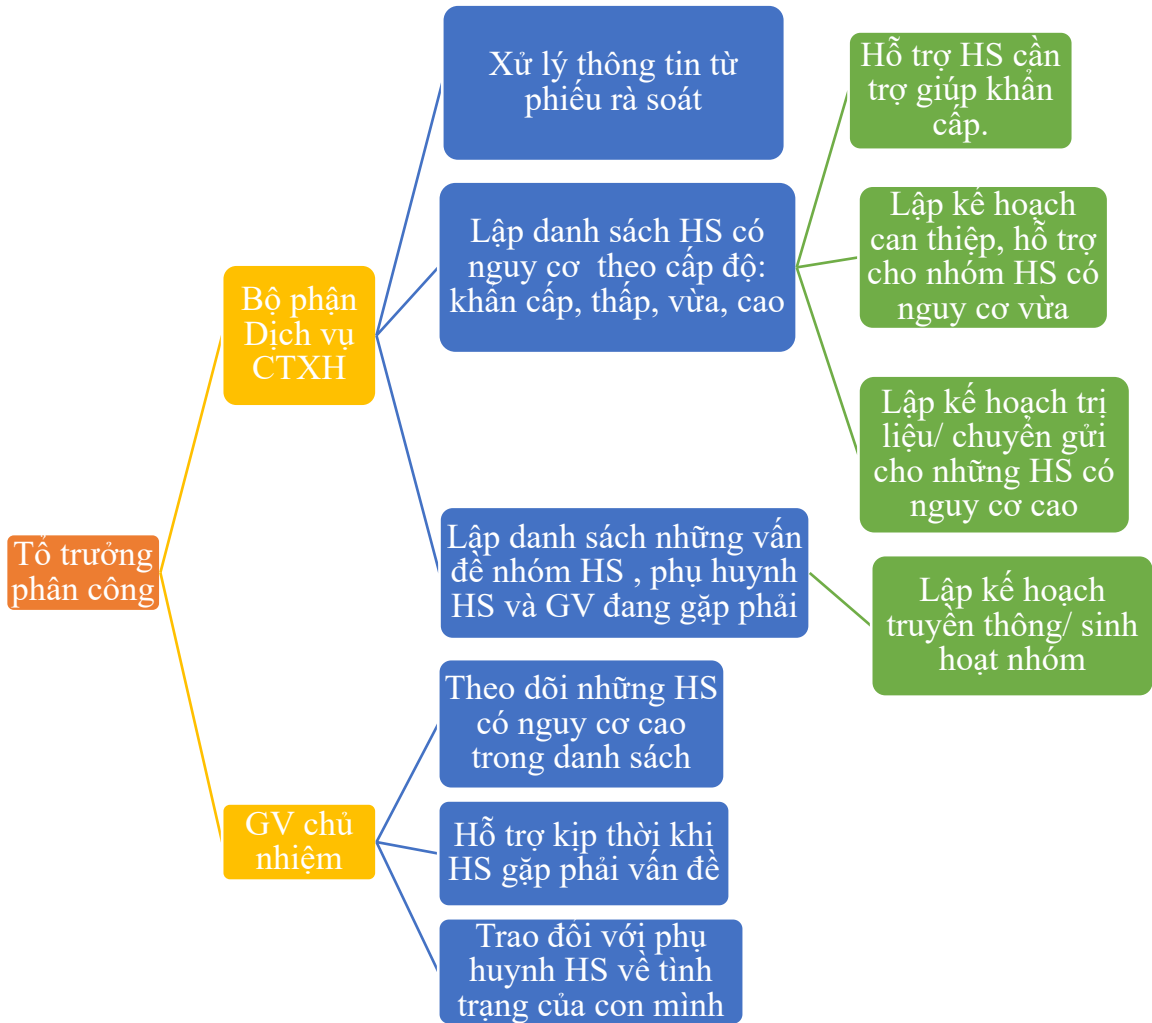 Tổ trưởng
phân công
Bộ phận
Dịch vụ
CTXH
Xử lý thông tin từ
phiếu rà soát
Lập danh sách HS có
nguy cơ theo cấp độ:
khẩn cấp, thấp, vừa, cao
Hỗ trợ HS cần
trợ giúp khẩn
cấp.
Lập kế hoạch
can thiệp, hỗ trợ
cho nhóm HS có
nguy cơ vừa
Lập kế hoạch trị
liệu/ chuyển gửi
cho những HS có
nguy cơ cao
Lập danh sách những vấn
đề nhóm HS , phụ huynh
HS và GV đang gặp phải
Lập kế hoạch
truyền thông/ sinh
hoạt nhóm
GV chủ
nhiệm
Theo dõi những HS
có nguy cơ cao
trong danh sách
Hỗ trợ kịp thời khi
HS gặp phải vấn đề
Trao đổi với phụ
huynh HS về tình
trạng của con mình